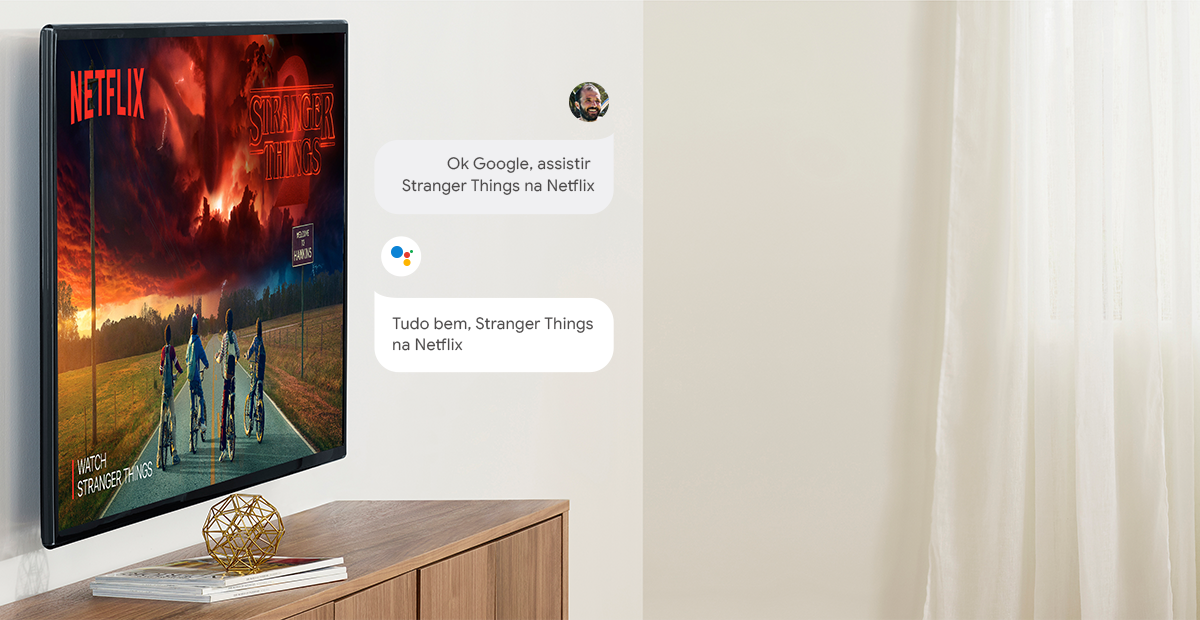 NETFLIX
STRANGER
THINGS
2
WELCOME
TO
HAWKINS
WATCH
STRANGER THINGS
Ok Google, assistir
Stranger Things na Netflix
Tudo bem, Stranger Things
na Netflix